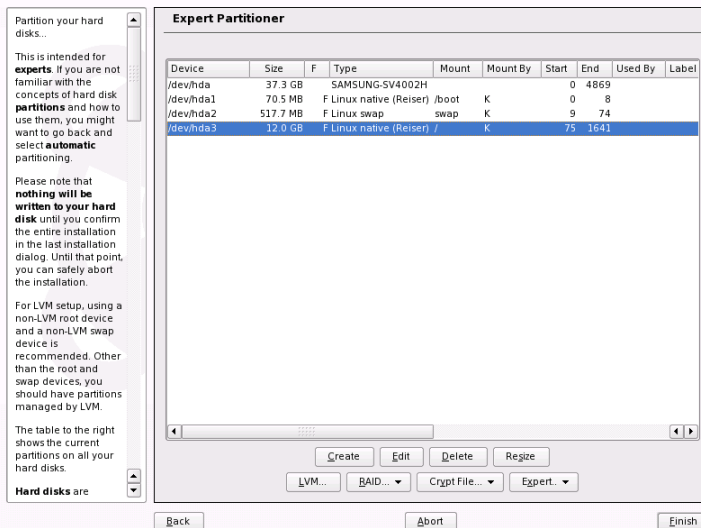 Partition your hard
disks...
This is intended for
experts. If you are not
familiar with the
concepts of hard disk
partitions and how to
use them, you might
want to go back and
select automatic
partitioning.
Please note that
nothing will be
written to your hard
disk until you confirm
the entire installation
in the last installation
dialog. Until that point,
you can safely abort
the installation.
For LVM setup, using a
non-LVM root device
and a non-LVM swap
device is
recommended. Other
than the root and
swap devices, you
should have partitions
managed by LVM.
The table to the right
shows the current
partitions on all your
hard disks.
Hard disks are
Expert Partitioner
Device Size F Type Mount Mount By Start End Used By Label
/dev/hda 37.3 GB SAMSUNG-SV4002H 0 4869
/dev/hda1 70.5 MB F Linux native (Reiser) /boot K 0 8
/dev/hda2 517.7 MB F Linux swap swap K 9 74
/dev/hda3 12.0 GB F Linux native (Reiser) / K 75 1641
Create Edit Delete Resize
LVM... RAID... Crypt File... Expert..
Back Abort Finish